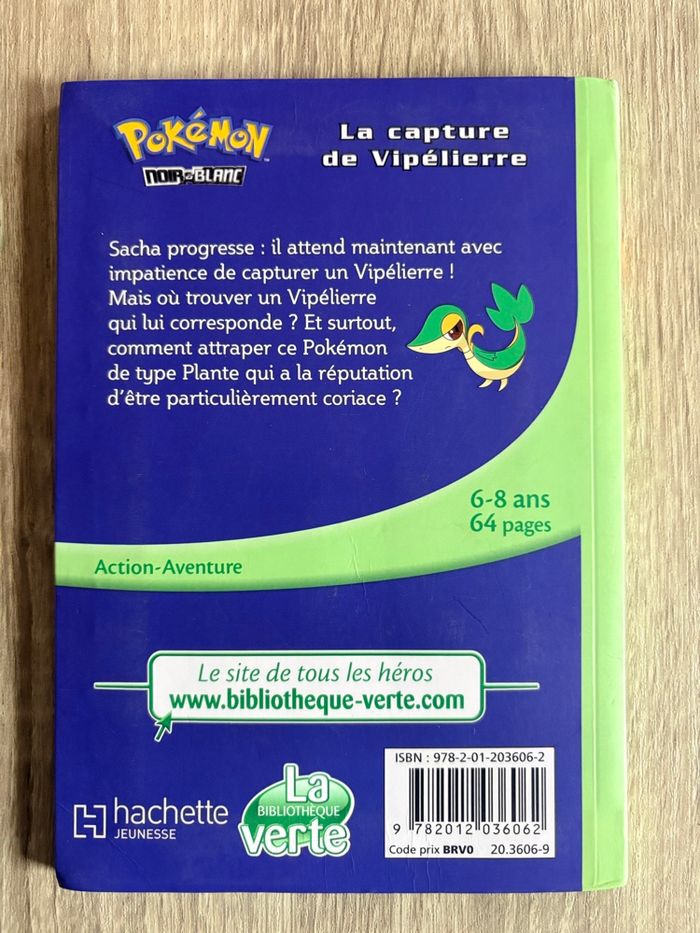 POKéMON
NOIR & BLANC
La capture
de Vipélierre
Sacha progresse : il attend maintenant avec
impatience de capturer un Vipélierre !
Mais où trouver un Vipélierre
qui lui corresponde ? Et surtout,
comment attraper ce Pokémon
de type Plante qui a la réputation
d'être particulièrement coriace ?
6-8 ans
64 pages
Action-Aventure
Le site de tous les héros
www.bibliotheque-verte.com
hachette
JEUNESSE
La
BIBLIOTHÈQUE
verte
ISBN : 978-2-01-203606-2
9 782012 036062
Code prix BRV0 20.3606-9